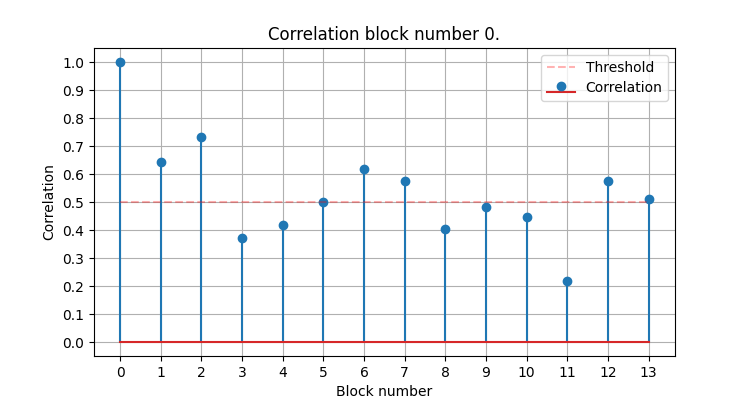 Correlation block number 0.
Threshold
Correlation
Correlation
1.0
0.9
0.8
0.7
0.6
0.5
0.4
0.3
0.2
0.1
0.0
0 1 2 3 4 5 6 7 8 9 10 11 12 13
Block number